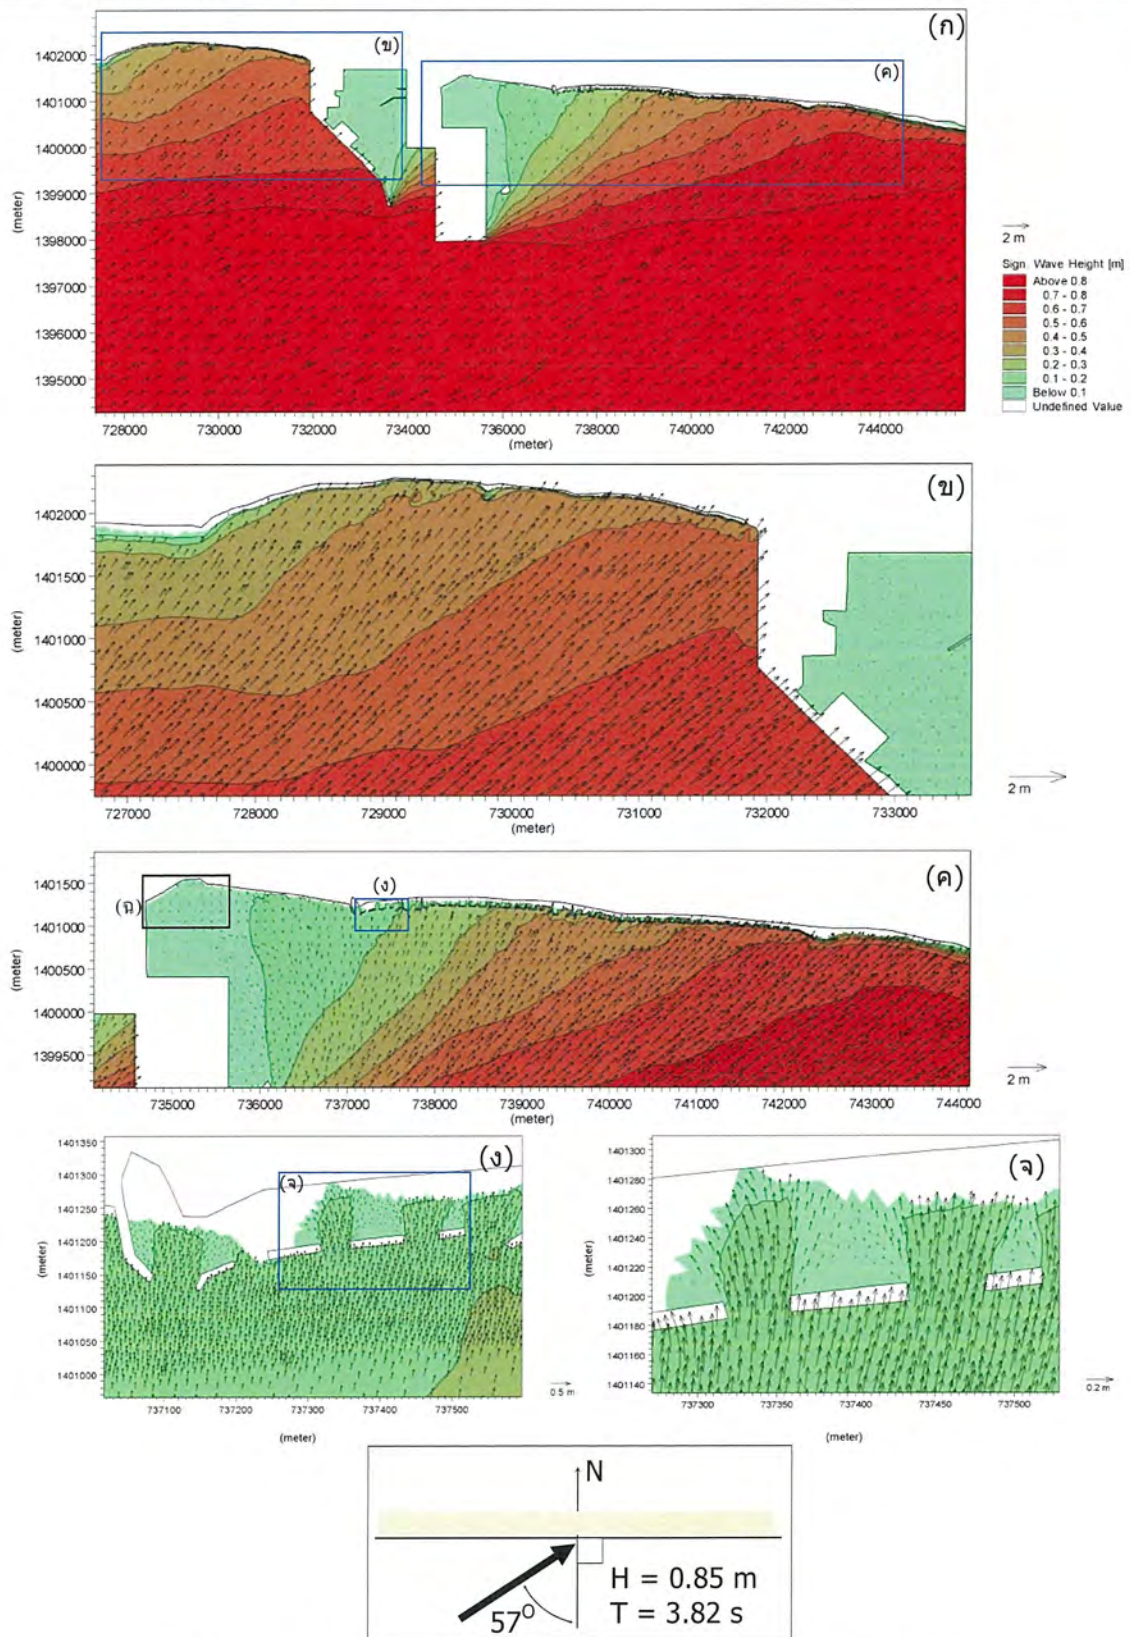 (ก)
(ข)
(ค)
1402000
1401000
1400000
1399000
1398000
1397000
1396000
1395000
(meter)
728000 730000 732000 734000 736000 738000 740000 742000 744000
(meter)
2 m
Sign. Wave Height [m]
Above 0.8
0.7 - 0.8
0.6 - 0.7
0.5 - 0.6
0.4 - 0.5
0.3 - 0.4
0.2 - 0.3
0.1 - 0.2
Below 0.1
Undefined Value
(ข)
1402000
1401500
1401000
1400500
1400000
(meter)
727000 728000 729000 730000 731000 732000 733000
(meter)
2 m
(ค)
(ง)
(ฉ)
1401500
1401000
1400500
1400000
1399500
(meter)
735000 736000 737000 738000 739000 740000 741000 742000 743000 744000
(meter)
2 m
(ง)
(จ)
1401350
1401300
1401250
1401200
1401150
1401100
1401050
1401000
(meter)
737100 737200 737300 737400 737500
(meter)
0.5 m
(จ)
1401300
1401280
1401260
1401240
1401220
1401200
1401180
1401160
1401140
(meter)
737300 737350 737400 737450 737500
(meter)
0.2 m
N
57°
H = 0.85 m
T = 3.82 s